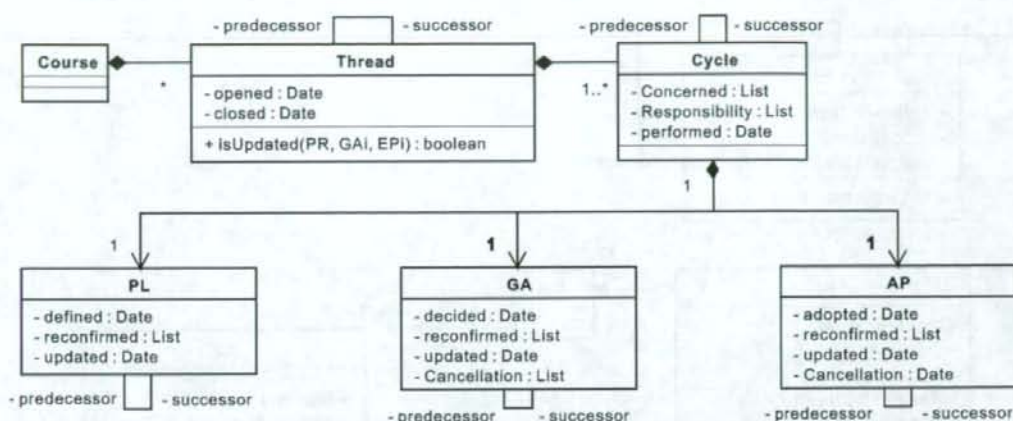 - predecessor - successor
- predecessor - successor
Course
Thread
Cycle
*
- opened : Date
- closed : Date
+ isUpdated(PR, GAi, EPi) : boolean
1..*
- Concerned : List
- Responsibility : List
- performed : Date
1
1
1
1
PL
- defined : Date
- reconfirmed : List
- updated : Date
- predecessor - successor
GA
- decided : Date
- reconfirmed : List
- updated : Date
- Cancellation : List
- predecessor - successor
AP
- adopted : Date
- reconfirmed : List
- updated : Date
- Cancellation : Date
- predecessor - successor